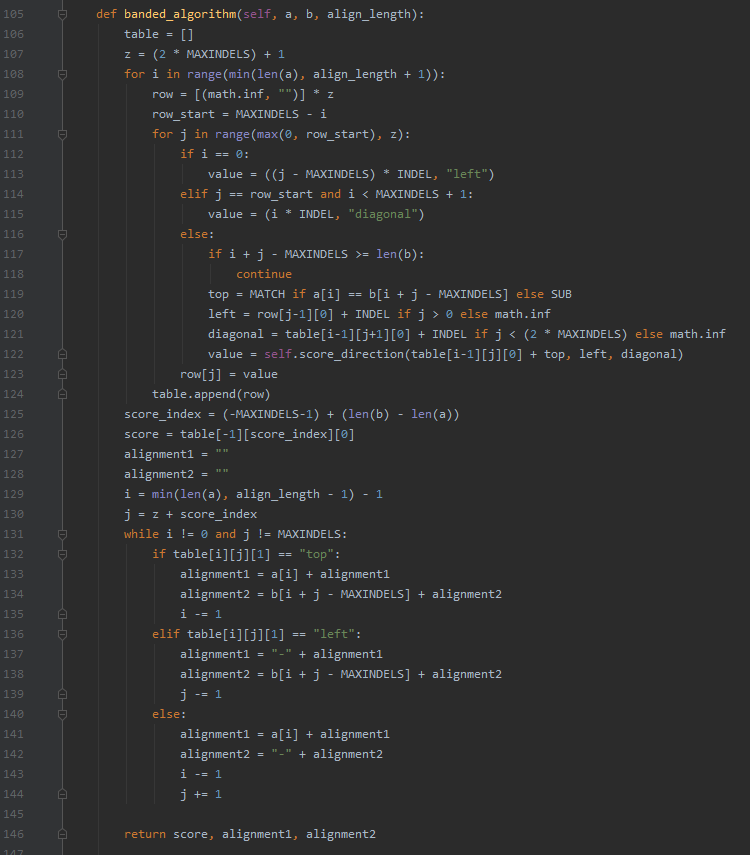 105 def banded_algorithm(self, a, b, align_length):
106     table = []
107     z = (2 * MAXINDELS) + 1
108     for i in range(min(len(a), align_length + 1)):
109         row = [(math.inf, "")] * z
110         row_start = MAXINDELS - i
111         for j in range(max(0, row_start), z):
112             if i == 0:
113                 value = ((j - MAXINDELS) * INDEL, "left")
114             elif j == row_start and i < MAXINDELS + 1:
115                 value = (i * INDEL, "diagonal")
116             else:
117                 if i + j - MAXINDELS >= len(b):
118                     continue
119                 top = MATCH if a[i] == b[i + j - MAXINDELS] else SUB
120                 left = row[j-1][0] + INDEL if j > 0 else math.inf
121                 diagonal = table[i-1][j+1][0] + INDEL if j < (2 * MAXINDELS) else math.inf
122                 value = self.score_direction(table[i-1][j][0] + top, left, diagonal)
123             row[j] = value
124         table.append(row)
125     score_index = (-MAXINDELS-1) + (len(b) - len(a))
126     score = table[-1][score_index][0]
127     alignment1 = ""
128     alignment2 = ""
129     i = min(len(a), align_length - 1) - 1
130     j = z + score_index
131     while i != 0 and j != MAXINDELS:
132         if table[i][j][1] == "top":
133             alignment1 = a[i] + alignment1
134             alignment2 = b[i + j - MAXINDELS] + alignment2
135             i -= 1
136         elif table[i][j][1] == "left":
137             alignment1 = "-" + alignment1
138             alignment2 = b[i + j - MAXINDELS] + alignment2
139             j -= 1
140         else:
141             alignment1 = a[i] + alignment1
142             alignment2 = "-" + alignment2
143             i -= 1
144             j += 1
145
146     return score, alignment1, alignment2
147